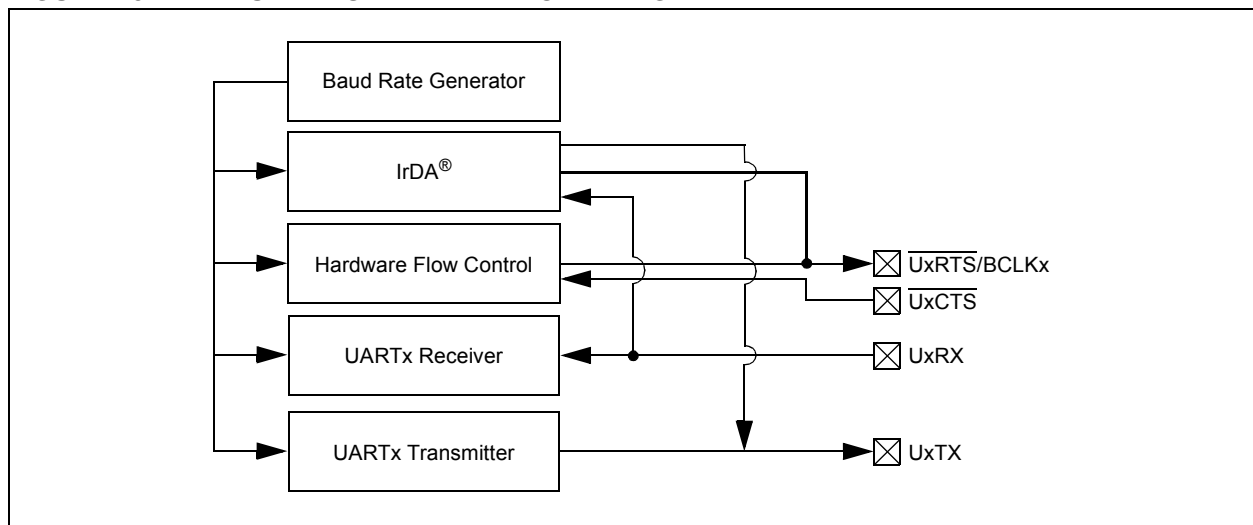 Baud Rate Generator
IrDA®
Hardware Flow Control
UxRTS/BCLKx
UxCTS
UARTx Receiver
UxRX
UARTx Transmitter
UxTX